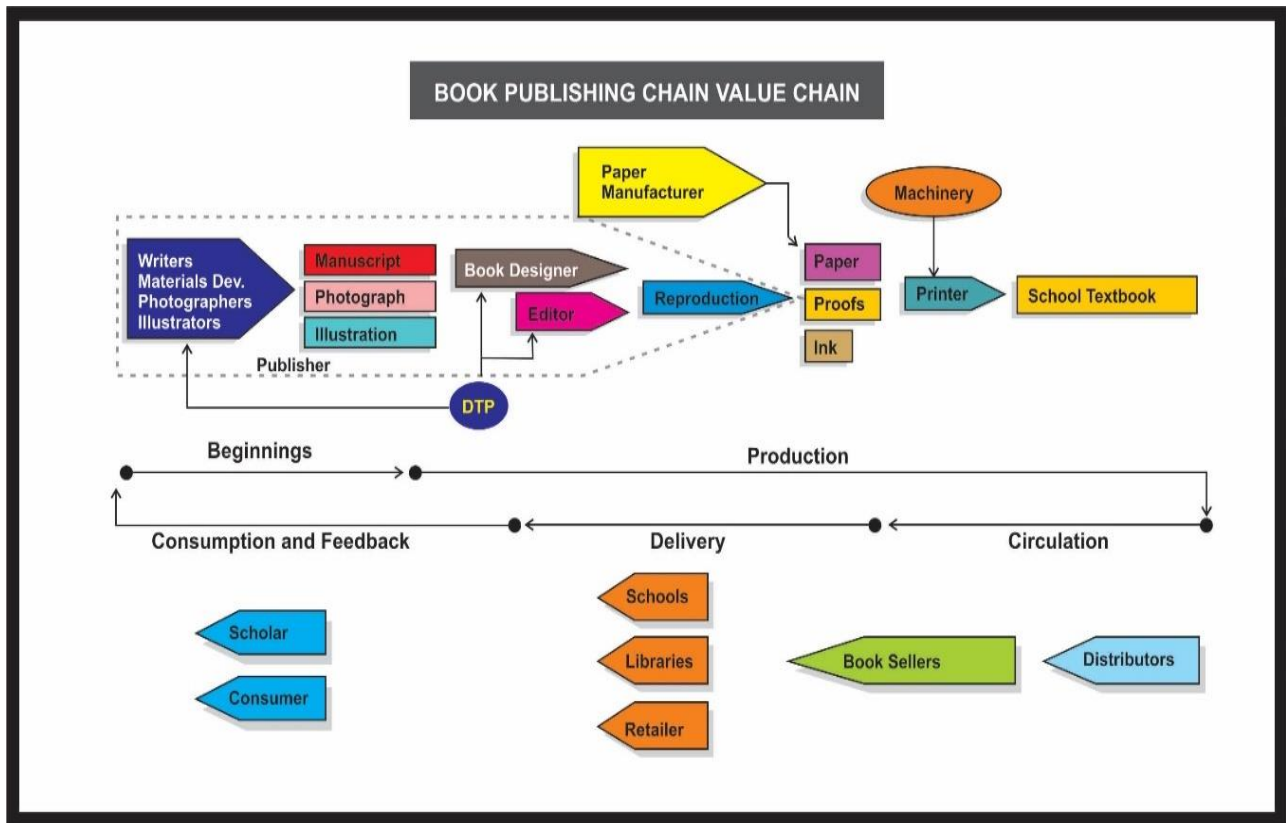 BOOK PUBLISHING CHAIN VALUE CHAIN
Paper
Manufacturer
Machinery
Writers
Materials Dev.
Photographers
Illustrators
Manuscript
Photograph
Illustration
Publisher
Book Designer
Editor
Reproduction
Paper
Proofs
Ink
Printer
School Textbook
DTP
Beginnings
Production
Consumption and Feedback
Delivery
Circulation
Scholar
Consumer
Schools
Libraries
Retailer
Book Sellers
Distributors